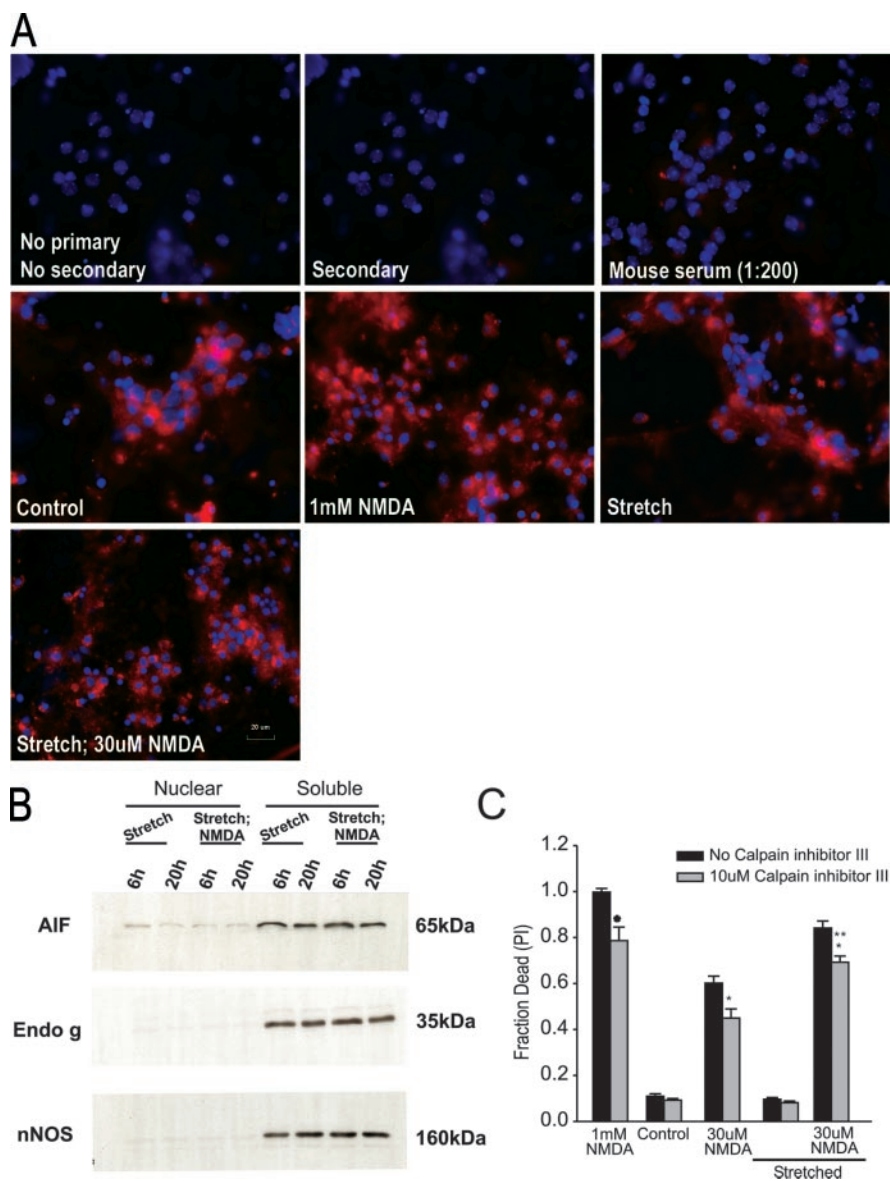 A
No primary
No secondary
Secondary
Mouse serum (1:200)
Control
1mM NMDA
Stretch
20 um
Stretch; 30uM NMDA
B
Nuclear
Soluble
Stretch
Stretch;
NMDA
Stretch
Stretch;
NMDA
6h
20h
6h
20h
6h
20h
6h
20h
AIF
65kDa
Endo g
35kDa
nNOS
160kDa
C
No Calpain inhibitor III
10uM Calpain inhibitor III
Fraction Dead (PI)
1.2
1.0
0.8
0.6
0.4
0.2
0.0
*
**
*
1mM
NMDA
Control
30uM
NMDA
30uM
NMDA
Stretched